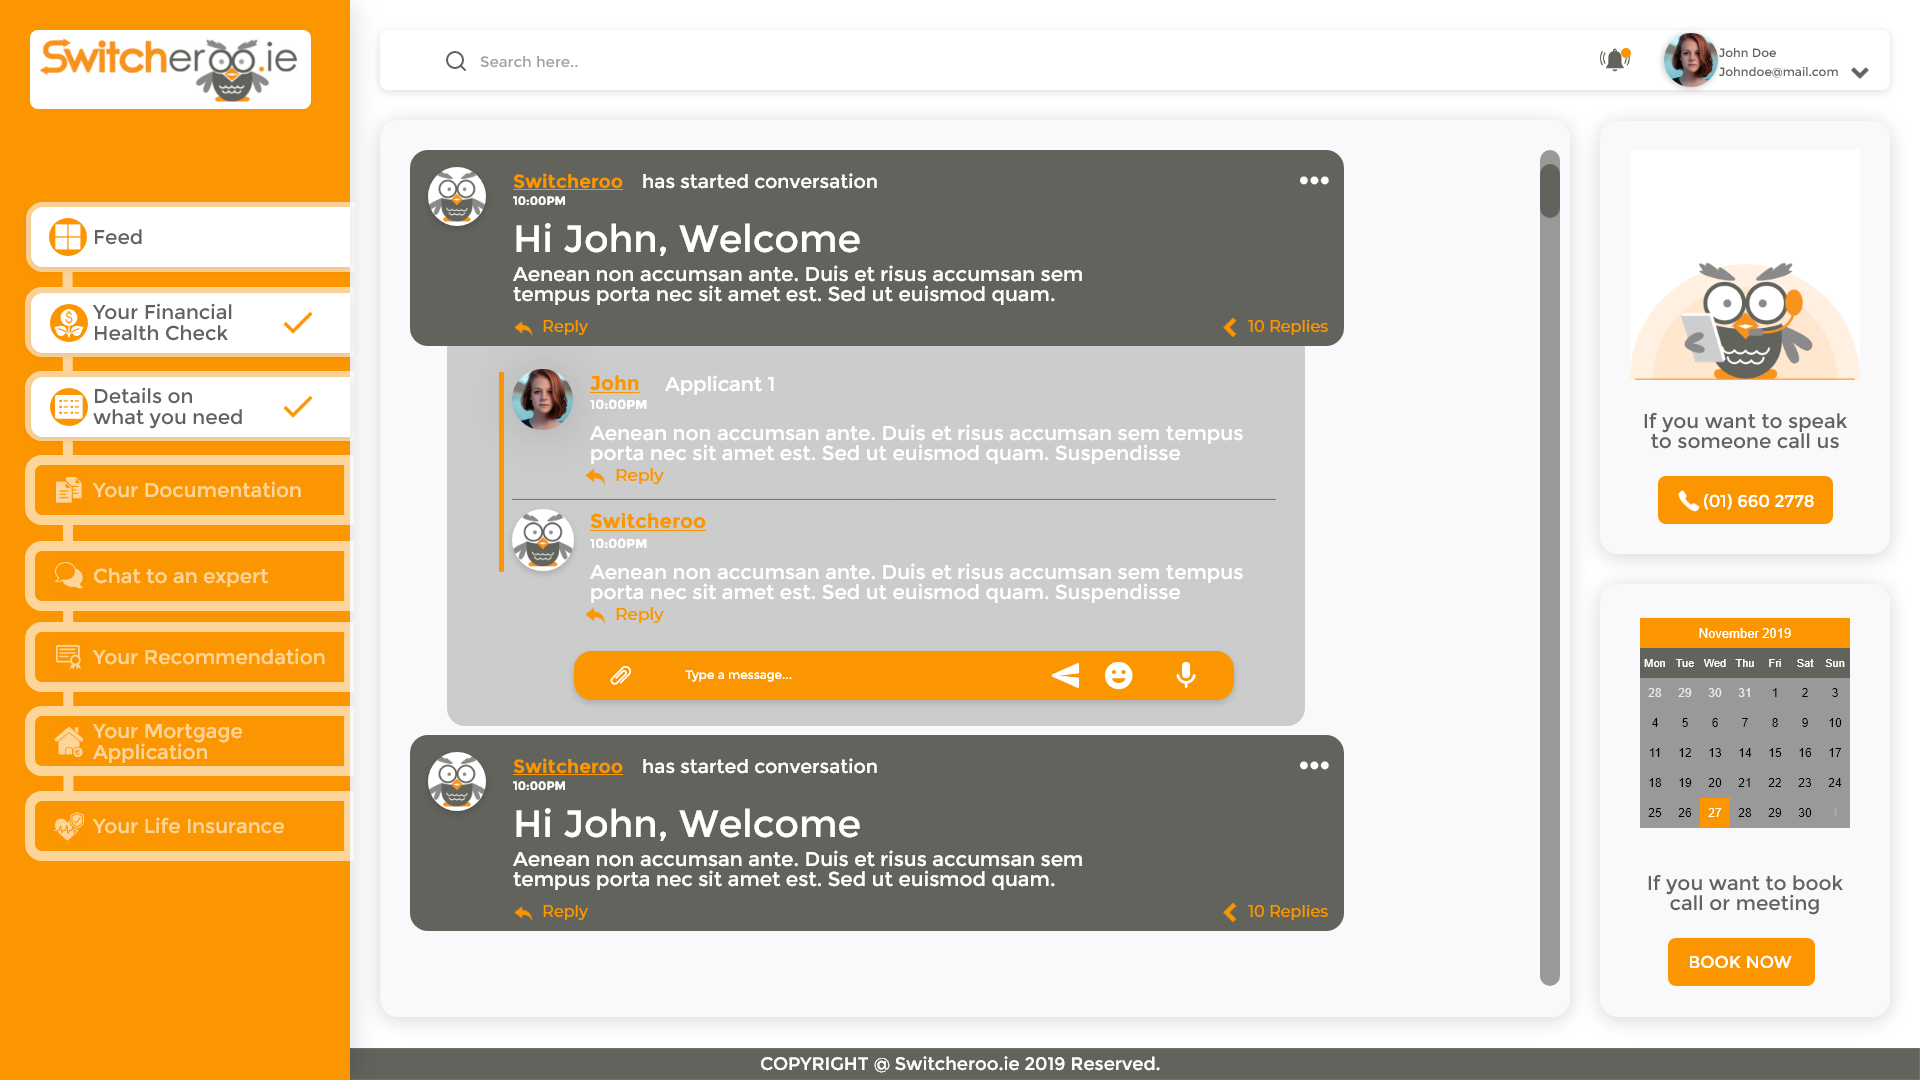 Switcheroo.ie
Search here..
John Doe
Johndoe@mail.com
Feed
Your Financial
Health Check
Details on
what you need
Your Documentation
Chat to an expert
Your Recommendation
Your Mortgage
Application
Your Life Insurance
Switcheroo has started conversation
10:00PM
Hi John, Welcome
Aenean non accumsan ante. Duis et risus accumsan sem
tempus porta nec sit amet est. Sed ut euismod quam.
Reply
10 Replies
John Applicant 1
10:00PM
Aenean non accumsan ante. Duis et risus accumsan sem tempus
porta nec sit amet est. Sed ut euismod quam. Suspendisse
Reply
Switcheroo
10:00PM
Aenean non accumsan ante. Duis et risus accumsan sem tempus
porta nec sit amet est. Sed ut euismod quam. Suspendisse
Reply
Type a message...
Switcheroo has started conversation
10:00PM
Hi John, Welcome
Aenean non accumsan ante. Duis et risus accumsan sem
tempus porta nec sit amet est. Sed ut euismod quam.
Reply
10 Replies
If you want to speak
to someone call us
(01) 660 2778
November 2019
Mon Tue Wed Thu Fri Sat Sun
28 29 30 31 1 2 3
4 5 6 7 8 9 10
11 12 13 14 15 16 17
18 19 20 21 22 23 24
25 26 27 28 29 30 1
If you want to book
call or meeting
BOOK NOW
COPYRIGHT @ Switcheroo.ie 2019 Reserved.